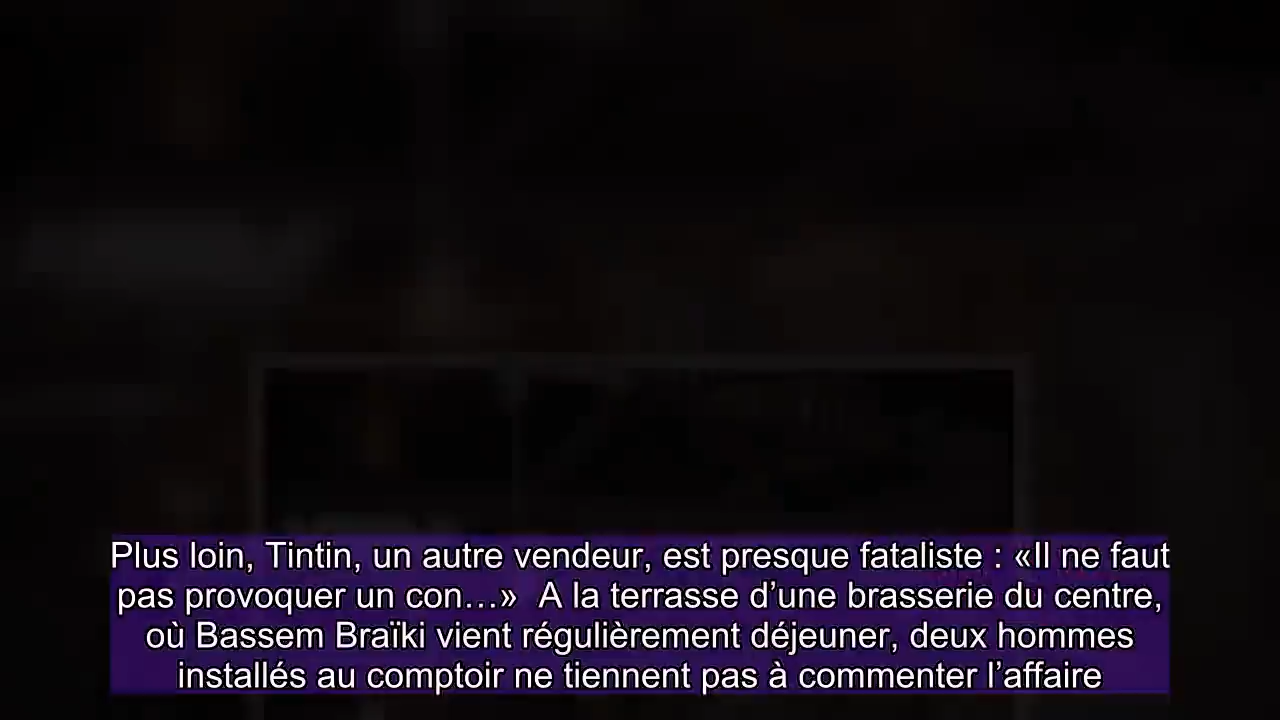 Plus loin, Tintin, un autre vendeur, est presque fataliste : «Il ne faut
pas provoquer un con…»  A la terrasse d’une brasserie du centre,
où Bassem Braïki vient régulièrement déjeuner, deux hommes
installés au comptoir ne tiennent pas à commenter l’affaire